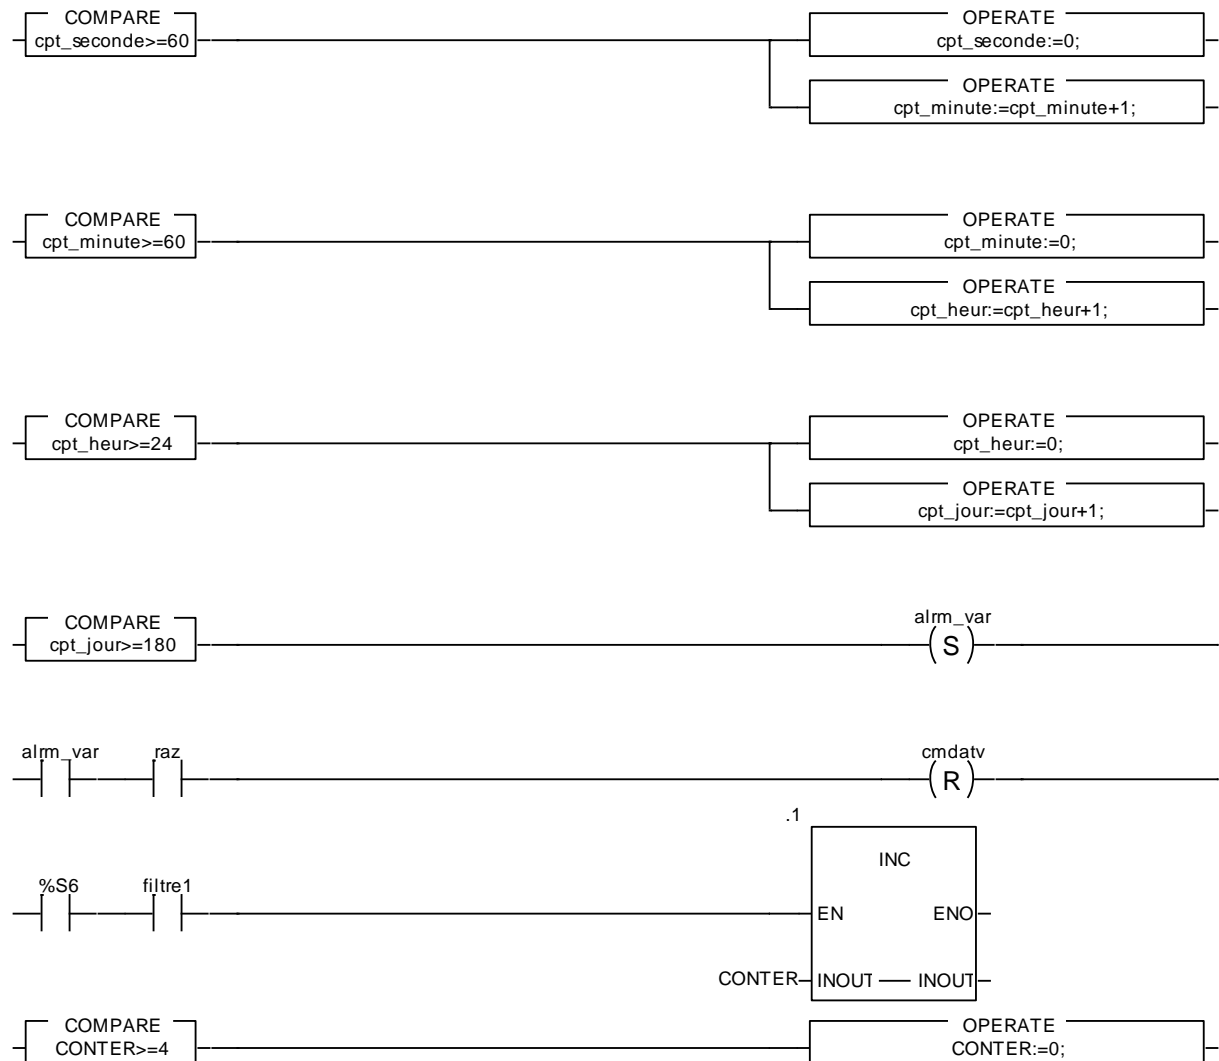 COMPARE
cpt_seconde>=60
OPERATE
cpt_seconde:=0;
OPERATE
cpt_minute:=cpt_minute+1;
COMPARE
cpt_minute>=60
OPERATE
cpt_minute:=0;
OPERATE
cpt_heur:=cpt_heur+1;
COMPARE
cpt_heur>=24
OPERATE
cpt_heur:=0;
OPERATE
cpt_jour:=cpt_jour+1;
COMPARE
cpt_jour>=180
alrm_var
S
alrm_var raz cmdatv
R
.1
INC
%S6 filtre1
EN ENO
CONTER INOUT INOUT
COMPARE
CONTER>=4
OPERATE
CONTER:=0;